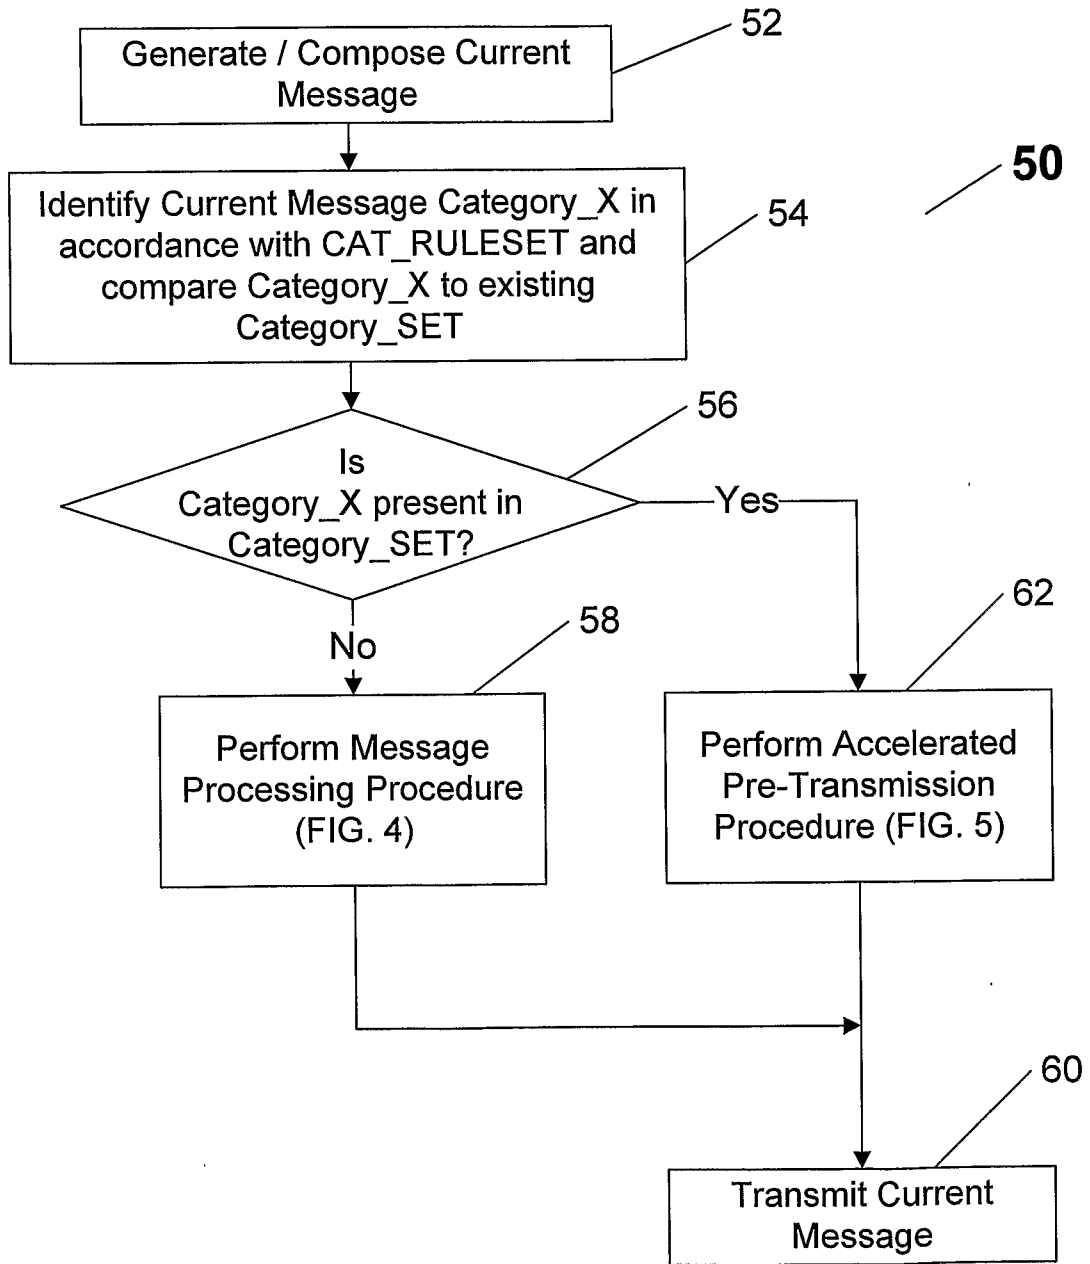 52
Generate / Compose Current
Message
50
Identify Current Message Category_X in
accordance with CAT_RULESET and
compare Category_X to existing
Category_SET
54
56
Is
Category_X present in
Category_SET?
Yes
No
58
62
Perform Message
Processing Procedure
(FIG. 4)
Perform Accelerated
Pre-Transmission
Procedure (FIG. 5)
60
Transmit Current
Message